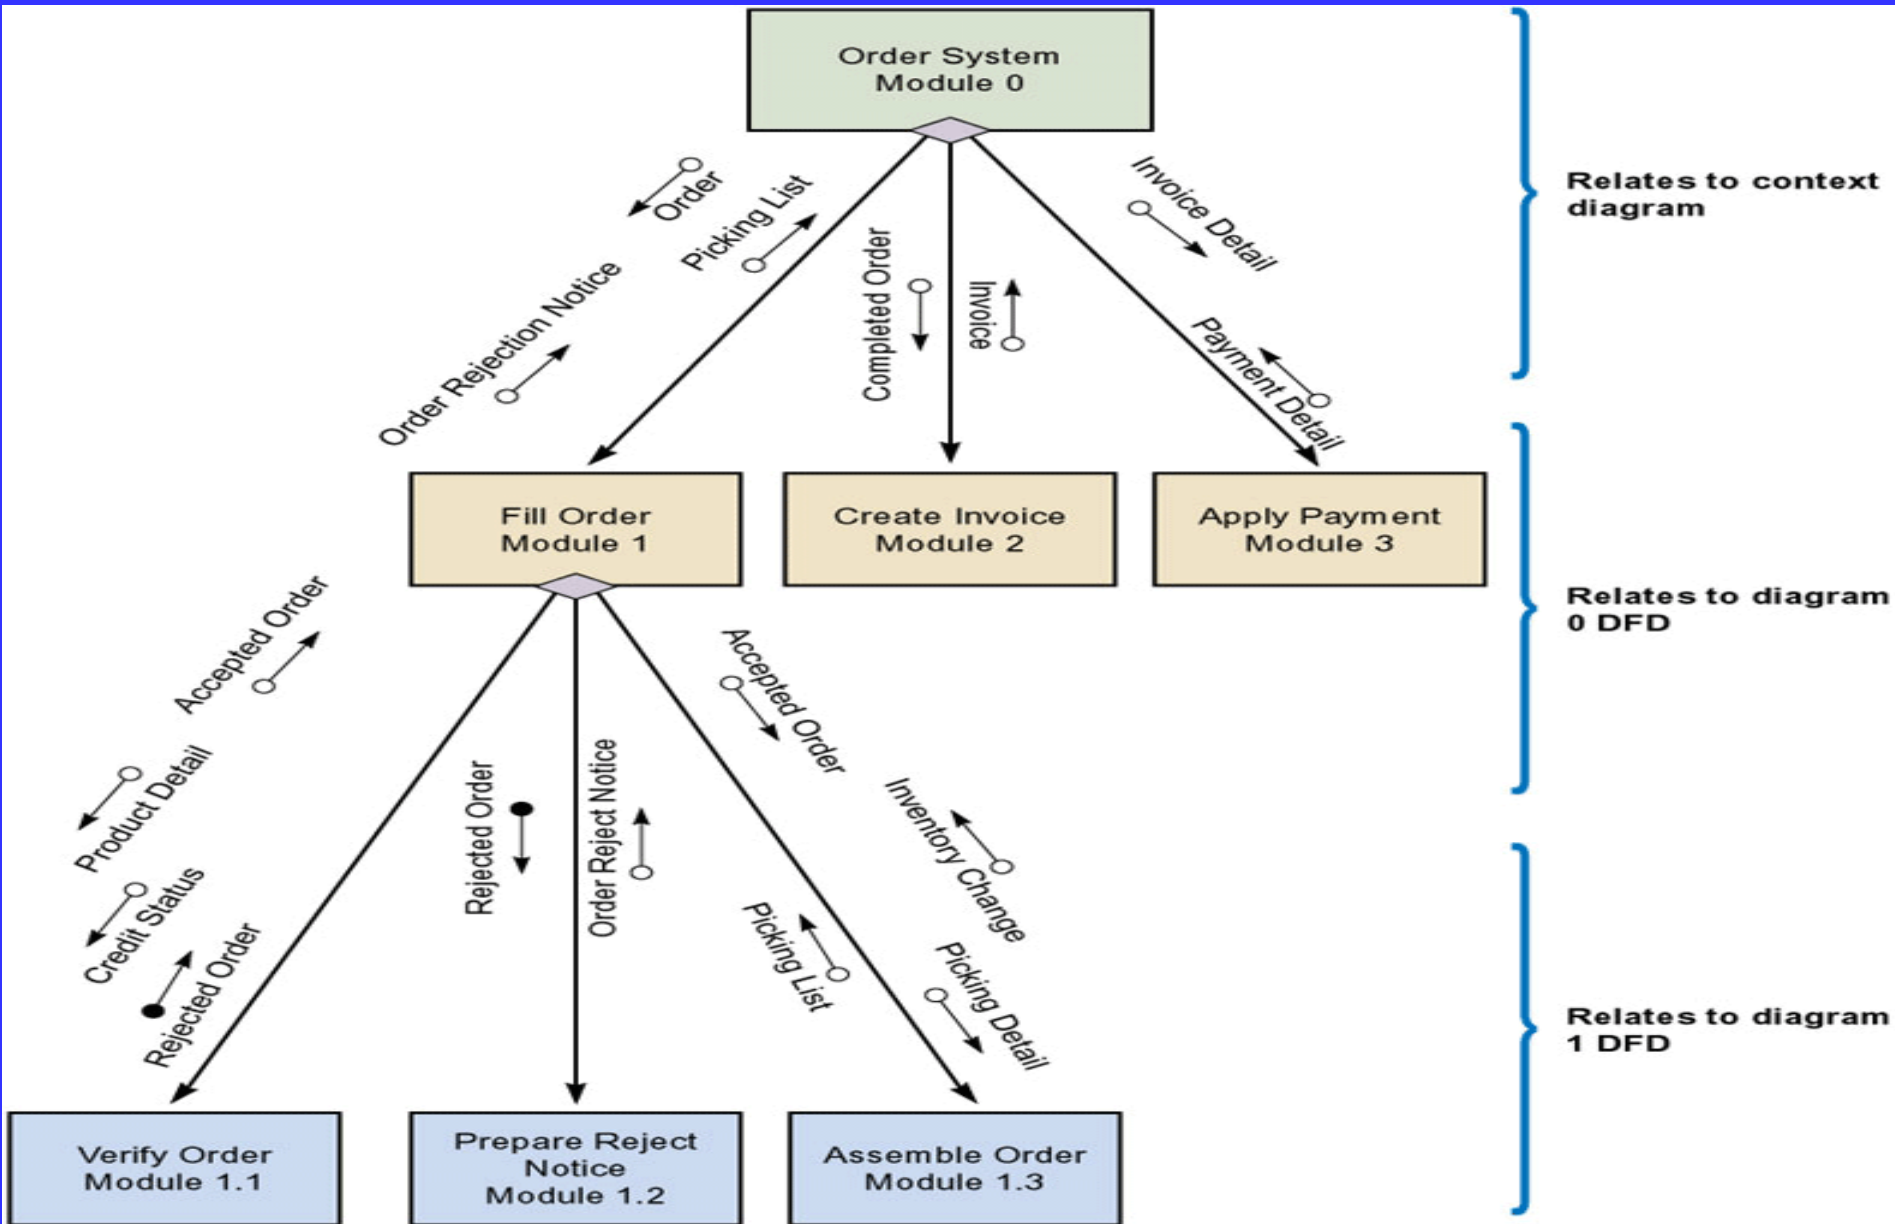 Order System
Module 0
Order
Picking List
Order Rejection Notice
Completed Order
Invoice
Invoice Detail
Payment Detail
Relates to context
diagram
Fill Order
Module 1
Create Invoice
Module 2
Apply Payment
Module 3
Relates to diagram
0 DFD
Accepted Order
Product Detail
Credit Status
Rejected Order
Rejected Order
Order Reject Notice
Accepted Order
Inventory Change
Picking List
Picking Detail
Relates to diagram
1 DFD
Verify Order
Module 1.1
Prepare Reject
Notice
Module 1.2
Assemble Order
Module 1.3